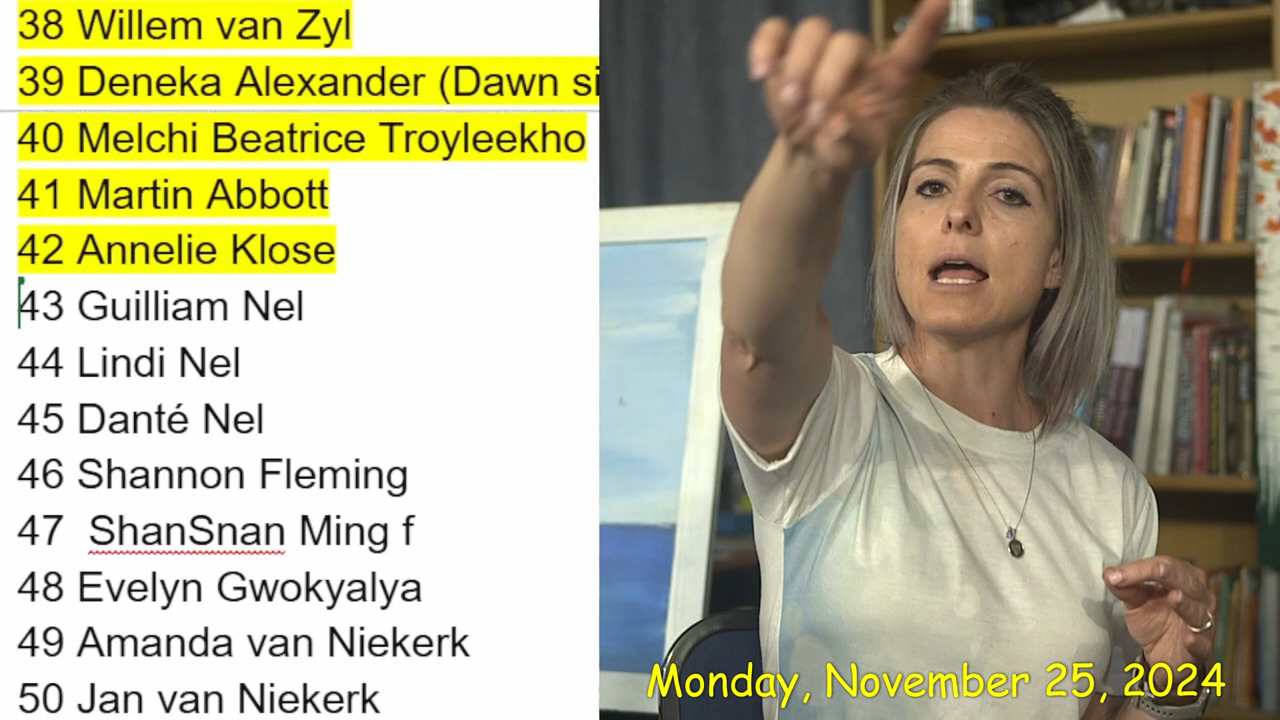 38 Willem van Zyl
39 Deneka Alexander (Dawn si
40 Melchi Beatrice Troyleekho
41 Martin Abbott
42 Annelie Klose
43 Guilliam Nel
44 Lindi Nel
45 Danté Nel
46 Shannon Fleming
47 ShanSnan Ming f
48 Evelyn Gwokyalya
49 Amanda van Niekerk
50 Jan van Niekerk
Monday, November 25, 2024